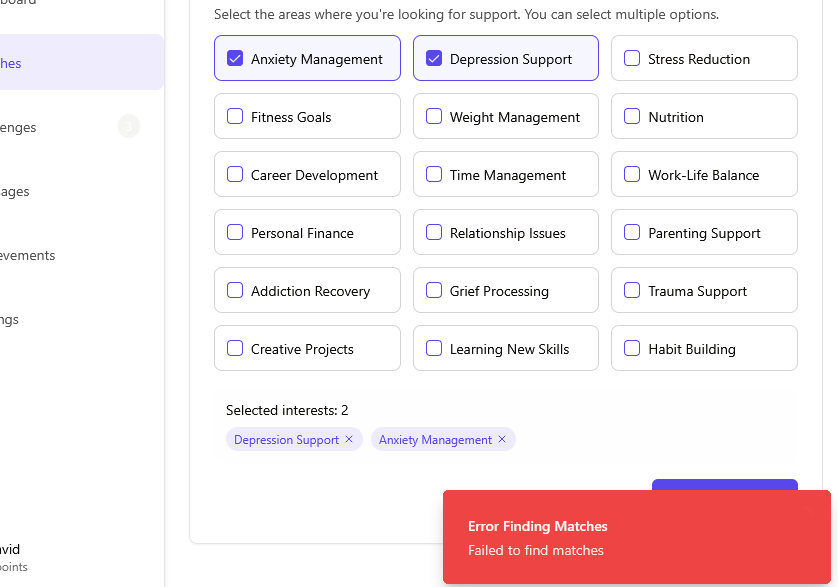 board
Select the areas where you're looking for support. You can select multiple options.
hes
Anxiety Management
Depression Support
Stress Reduction
enges
Fitness Goals
Weight Management
Nutrition
Career Development
Time Management
Work-Life Balance
ages
Personal Finance
Relationship Issues
Parenting Support
evements
Addiction Recovery
Grief Processing
Trauma Support
ngs
Creative Projects
Learning New Skills
Habit Building
Selected interests: 2
Depression Support ×
Anxiety Management ×
Error Finding Matches
Failed to find matches
vid
points